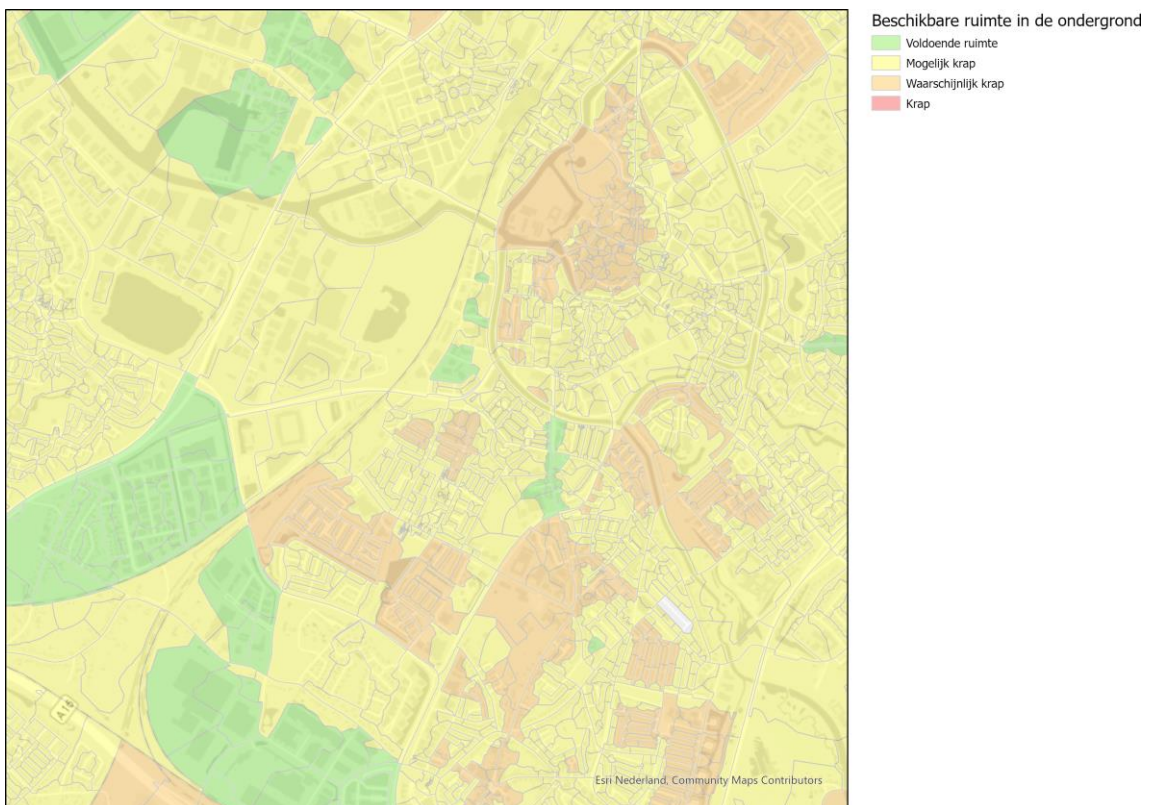 Beschikbare ruimte in de ondergrond
Voldoende ruimte
Mogelijk krap
Waarschijnlijk krap
Krap
A16
Esri Nederland, Community Maps Contributors